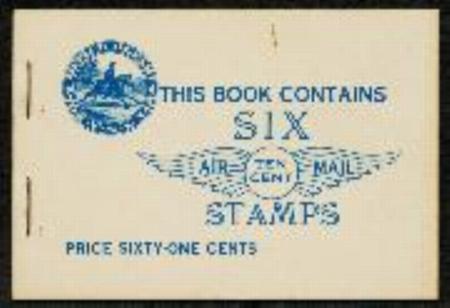 THIS BOOK CONTAINS
SIX
AIR TEN CENT MAIL
STAMPS
PRICE SIXTY-ONE CENTS